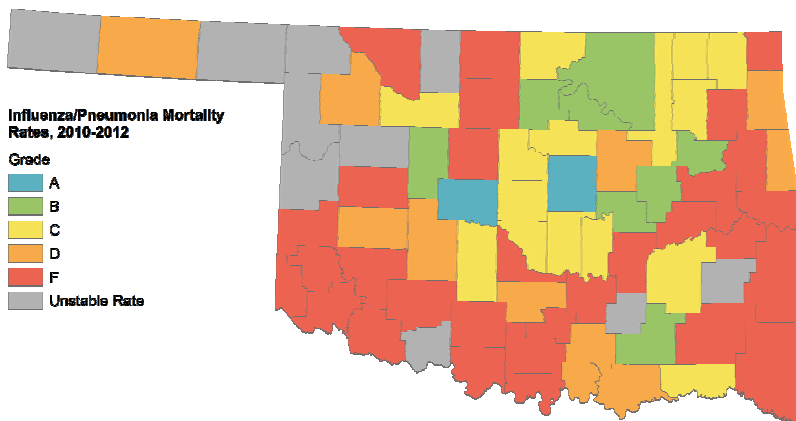 Influenza/Pneumonia Mortality
Rates, 2010-2012
Grade
A
B
C
D
F
Unstable Rate